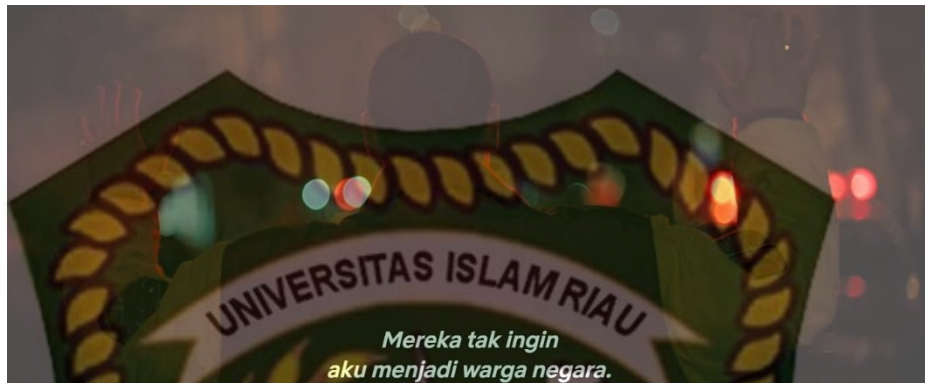 UNIVERSITAS ISLAM RIAU
Mereka tak ingin
aku menjadi warga negara.